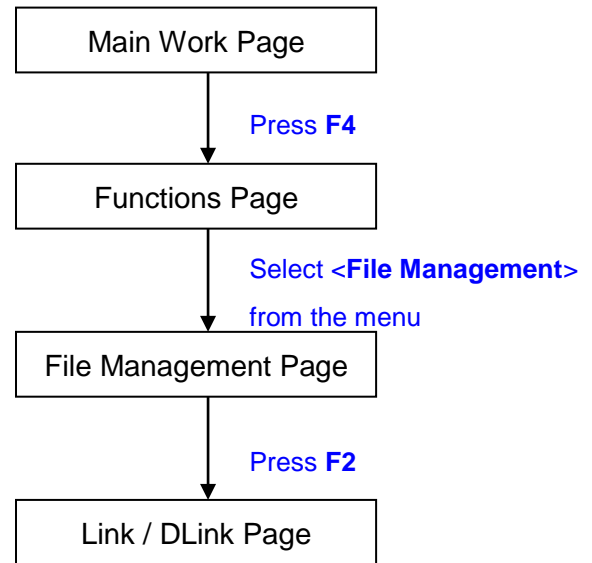 Main Work Page
Press F4
Functions Page
Select <File Management>
from the menu
File Management Page
Press F2
Link / DLink Page